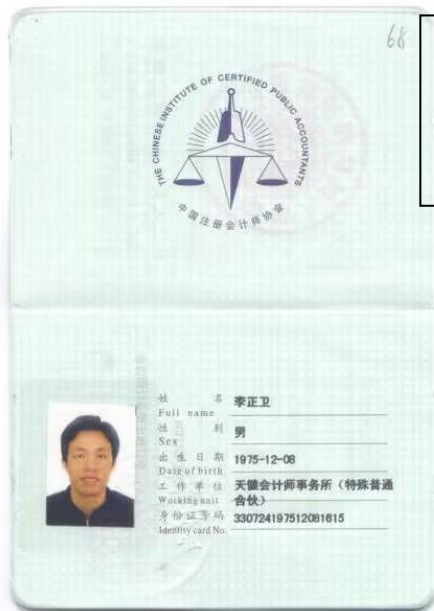 68
THE CHINESE INSTITUTE OF CERTIFIED PUBLIC ACCOUNTANTS
中国注册会计师协会
姓 名 李正卫
Full name
性 别 男
Sex
出生日期 1975-12-08
Date of birth
工作单位 天健会计师事务所（特殊普通
Working unit 合伙）
身份证号码 330724197512081615
Identity card No.